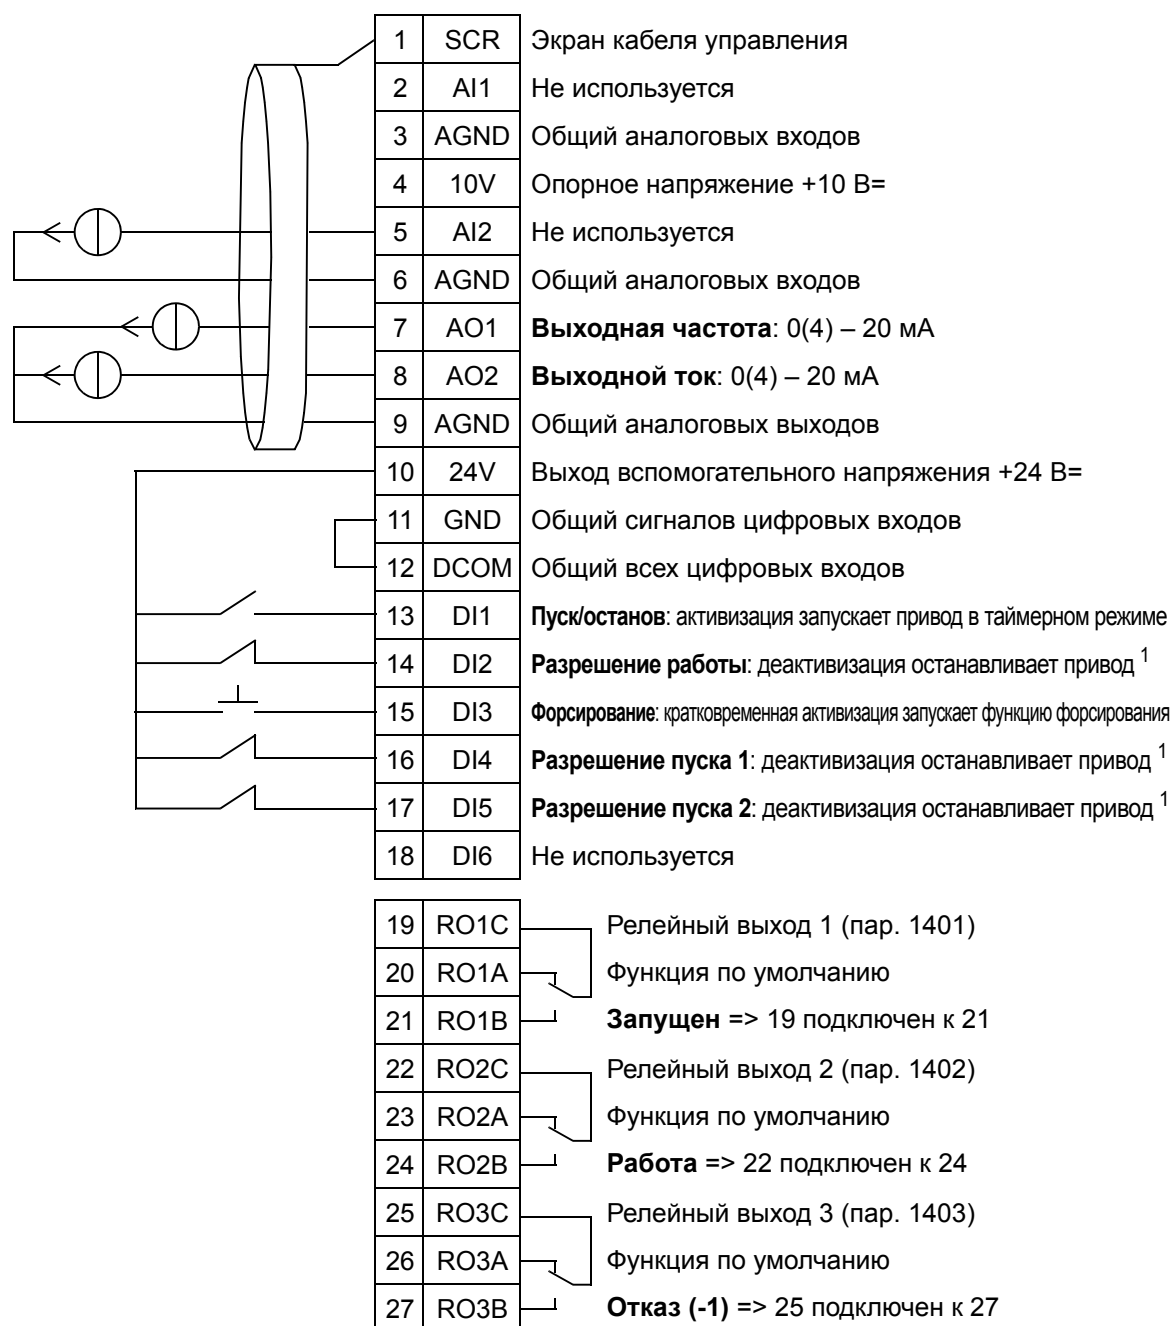 1 SCR Экран кабеля управления
2 AI1 Не используется
3 AGND Общий аналоговых входов
4 10V Опорное напряжение +10 В=
5 AI2 Не используется
6 AGND Общий аналоговых входов
7 AO1 Выходная частота: 0(4) – 20 мА
8 AO2 Выходной ток: 0(4) – 20 мА
9 AGND Общий аналоговых выходов
10 24V Выход вспомогательного напряжения +24 В=
11 GND Общий сигналов цифровых входов
12 DCOM Общий всех цифровых входов
13 DI1 Пуск/останов: активизация запускает привод в таймерном режиме
14 DI2 Разрешение работы: деактивизация останавливает привод 1
15 DI3 Форсирование: кратковременная активизация запускает функцию форсирования
16 DI4 Разрешение пуска 1: деактивизация останавливает привод 1
17 DI5 Разрешение пуска 2: деактивизация останавливает привод 1
18 DI6 Не используется
19 RO1C Релейный выход 1 (пар. 1401)
20 RO1A Функция по умолчанию
21 RO1B Запущен => 19 подключен к 21
22 RO2C Релейный выход 2 (пар. 1402)
23 RO2A Функция по умолчанию
24 RO2B Работа => 22 подключен к 24
25 RO3C Релейный выход 3 (пар. 1403)
26 RO3A Функция по умолчанию
27 RO3B Отказ (-1) => 25 подключен к 27